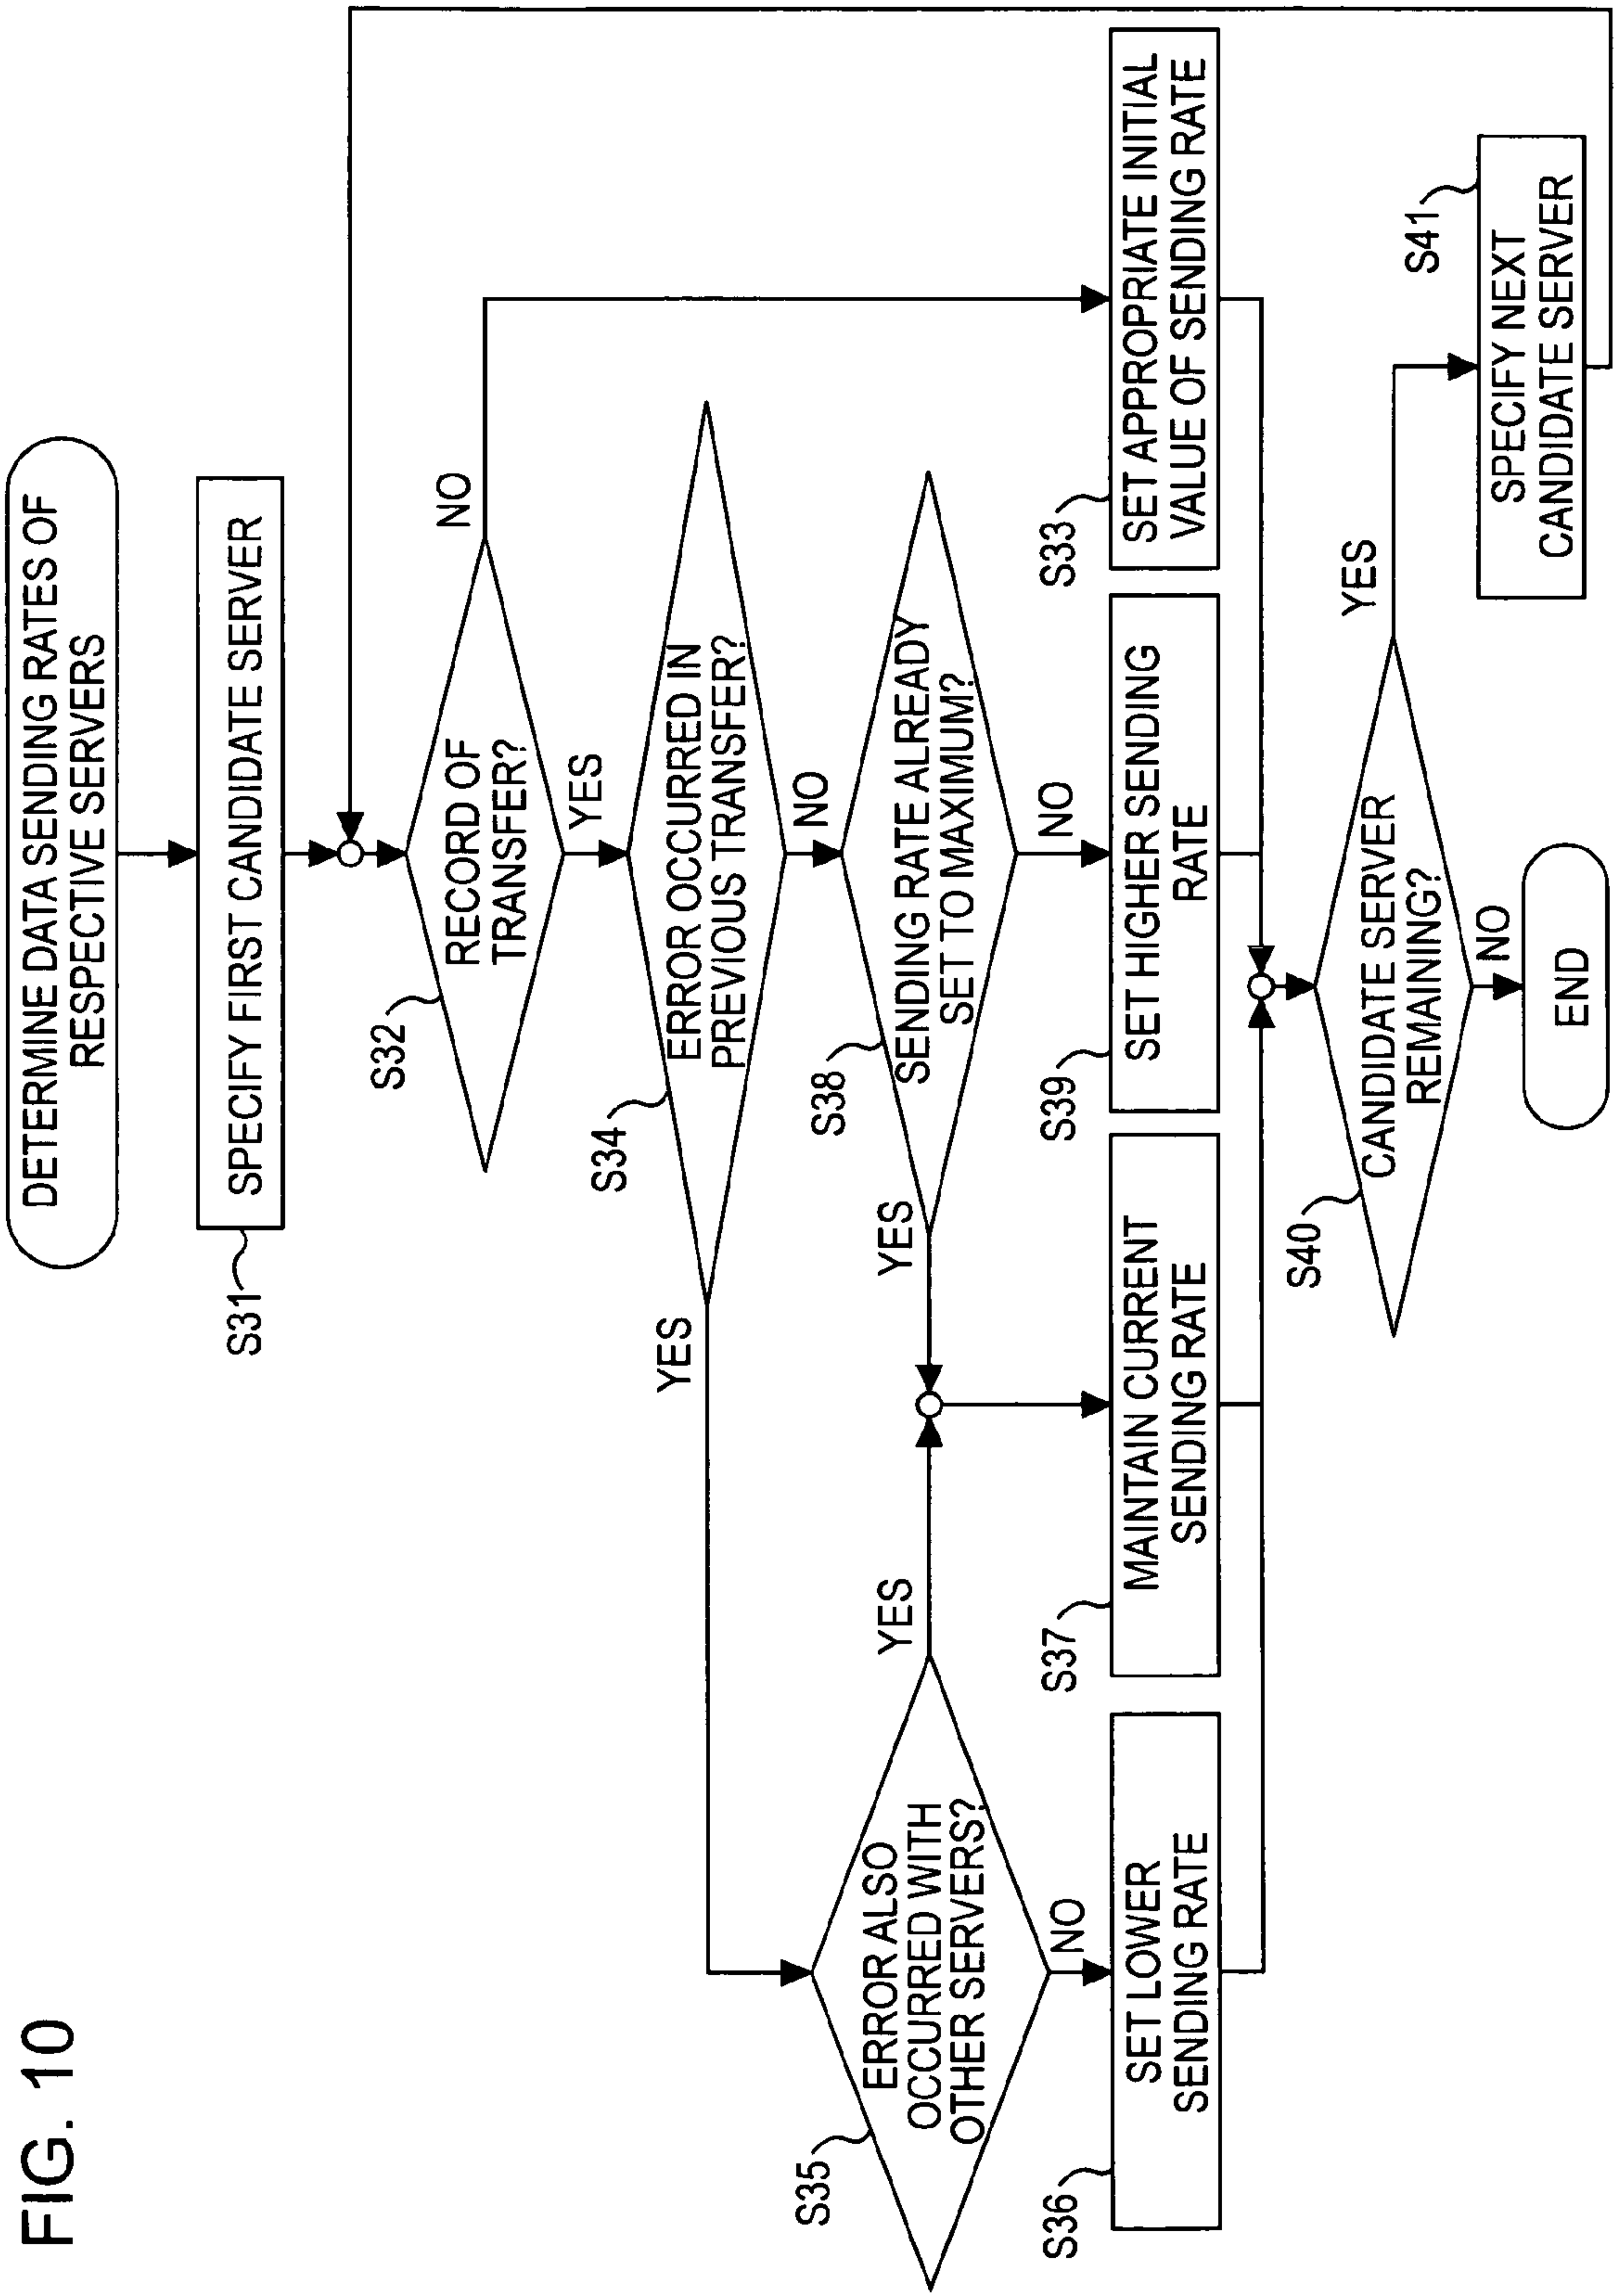 FIG. 10
DETERMINE DATA SENDING RATES OF
RESPECTIVE SERVERS
S31
SPECIFY FIRST CANDIDATE SERVER
S32
RECORD OF
TRANSFER?
NO
YES
S34
ERROR OCCURRED IN
PREVIOUS TRANSFER?
YES
NO
S35
ERROR ALSO
OCCURRED WITH
OTHER SERVERS?
YES
NO
S38
SENDING RATE ALREADY
SET TO MAXIMUM?
YES
NO
S36
SET LOWER
SENDING RATE
S37
MAINTAIN CURRENT
SENDING RATE
S39
SET HIGHER SENDING
RATE
S33
SET APPROPRIATE INITIAL
VALUE OF SENDING RATE
S40
CANDIDATE SERVER
REMAINING?
YES
NO
S41
SPECIFY NEXT
CANDIDATE SERVER
END